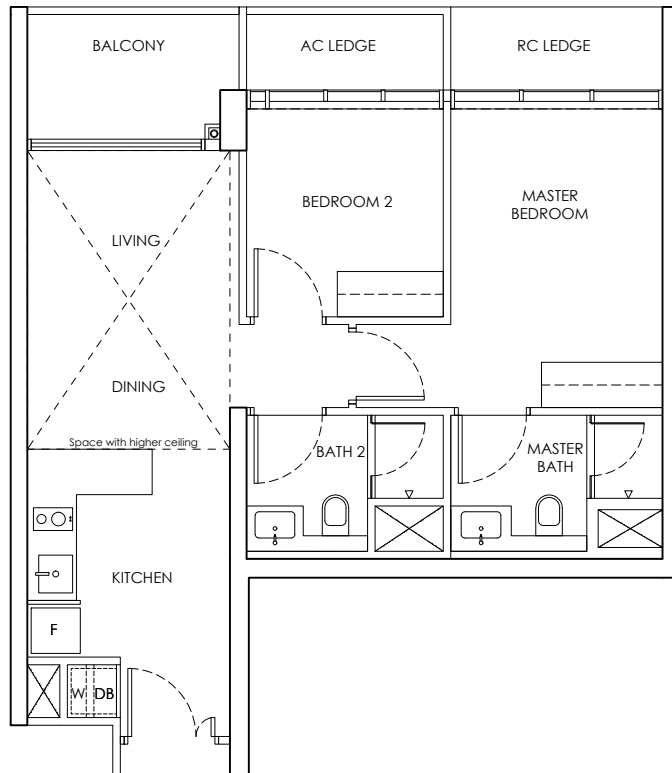 BALCONY
AC LEDGE
RC LEDGE
BEDROOM 2
MASTER
BEDROOM
LIVING
DINING
Space with higher ceiling
BATH 2
MASTER
BATH
KITCHEN
F
W
DB